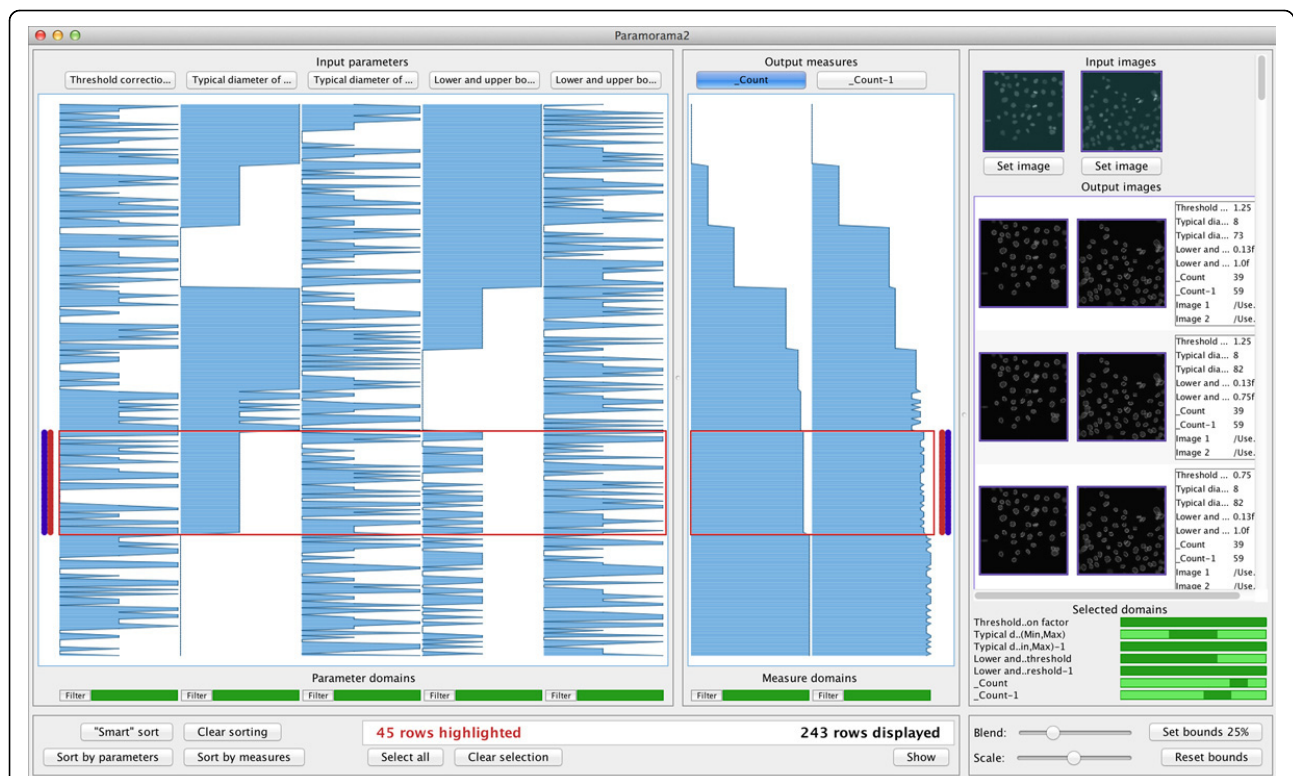 Paramorama2
Input parameters
Threshold correctio... Typical diameter of ... Typical diameter of ... Lower and upper bo... Lower and upper bo...
Output measures
_Count _Count-1
Input images
Set image Set image
Output images
Threshold ... 1.25
Typical dia... 8
Typical dia... 73
Lower and ... 0.13f
Lower and ... 1.0f
_Count 39
_Count-1 59
Image 1 /Use.
Image 2 /Use.
Threshold ... 1.25
Typical dia... 8
Typical dia... 82
Lower and ... 0.13f
Lower and ... 0.75f
_Count 39
_Count-1 59
Image 1 /Use.
Image 2 /Use.
Threshold ... 0.75
Typical dia... 8
Typical dia... 82
Lower and ... 0.13f
Lower and ... 1.0f
_Count 39
_Count-1 59
Image 1 /Use.
Image 2 /Use.
Parameter domains
Filter Filter Filter Filter Filter
Measure domains
Filter Filter
Selected domains
Threshold..on factor
Typical d..(Min,Max)
Typical d..in,Max)-1
Lower and..threshold
Lower and..reshold-1
_Count
_Count-1
"Smart" sort Clear sorting
Sort by parameters Sort by measures
45 rows highlighted 243 rows displayed
Select all Clear selection Show
Blend: Set bounds 25%
Scale: Reset bounds